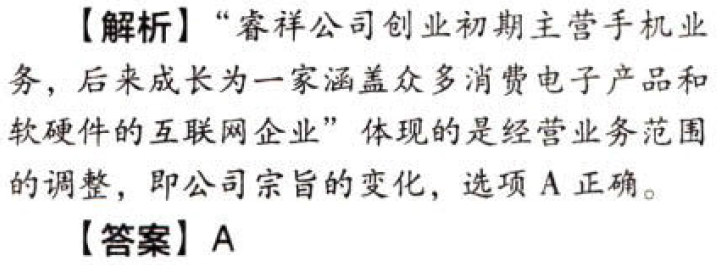 【解析】“睿祥公司创业初期主营手机业
务，后来成长为一家涵盖众多消费电子产品和
软硬件的互联网企业”体现的是经营业务范围
的调整，即公司宗旨的变化，选项 A 正确。
【答案】A